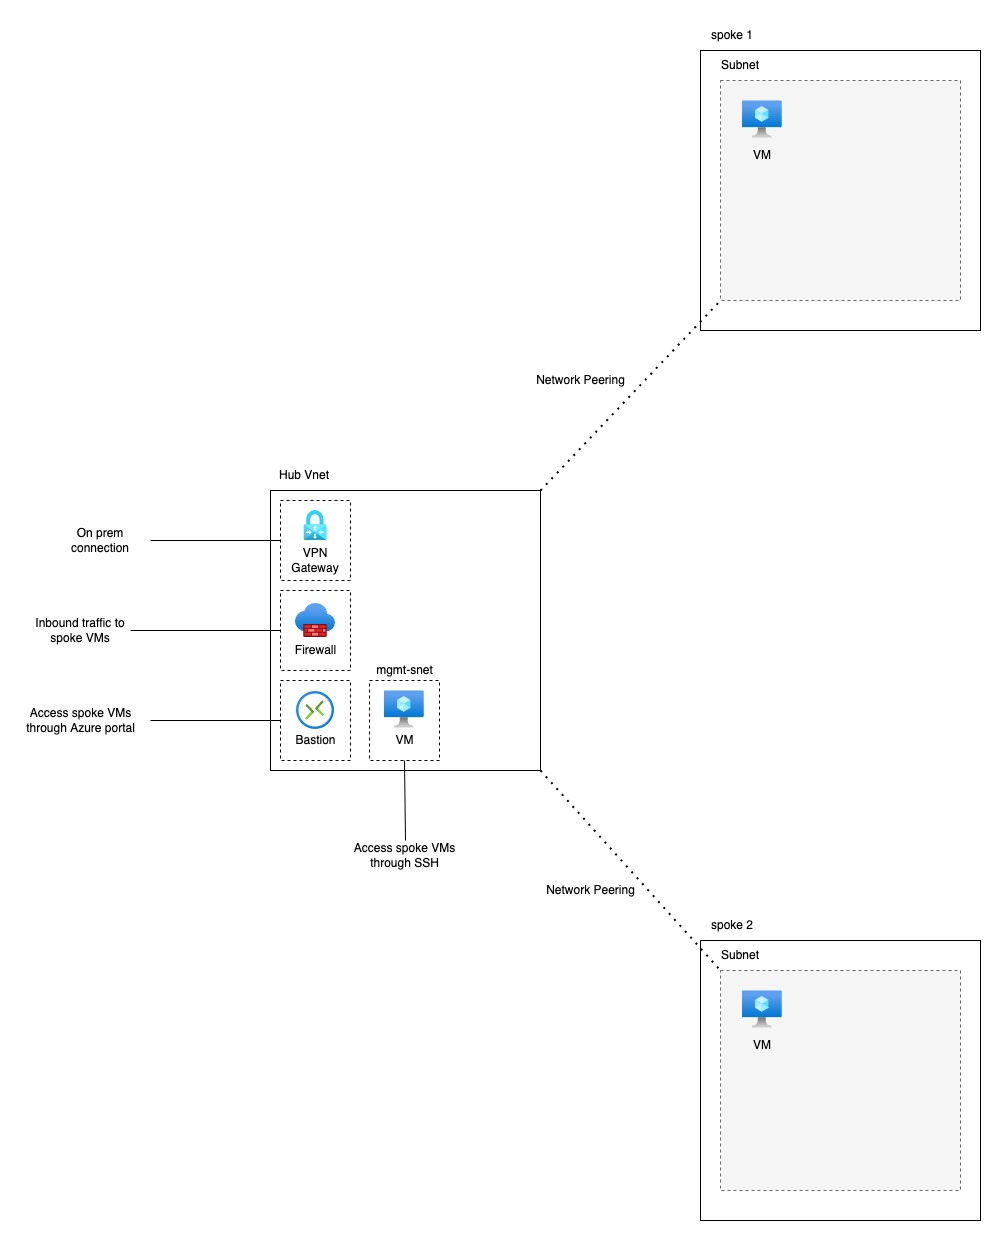 spoke 1
Subnet
VM
Network Peering
Hub Vnet
On prem
connection
VPN
Gateway
Inbound traffic to
spoke VMs
Firewall
mgmt-snet
Access spoke VMs
through Azure portal
Bastion
VM
Access spoke VMs
through SSH
Network Peering
spoke 2
Subnet
VM